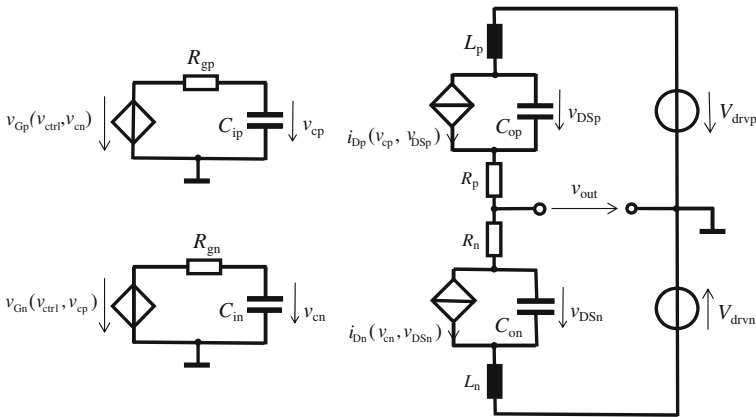 R_gp
v_Gp(v_ctrl, v_cn)
C_ip
v_cp
R_gn
v_Gn(v_ctrl, v_cp)
C_in
v_cn
L_p
i_Dp(v_cp, v_DSp)
C_op
v_DSp
V_drvp
R_p
v_out
R_n
i_Dn(v_cn, v_DSn)
C_on
v_DSn
V_drvn
L_n